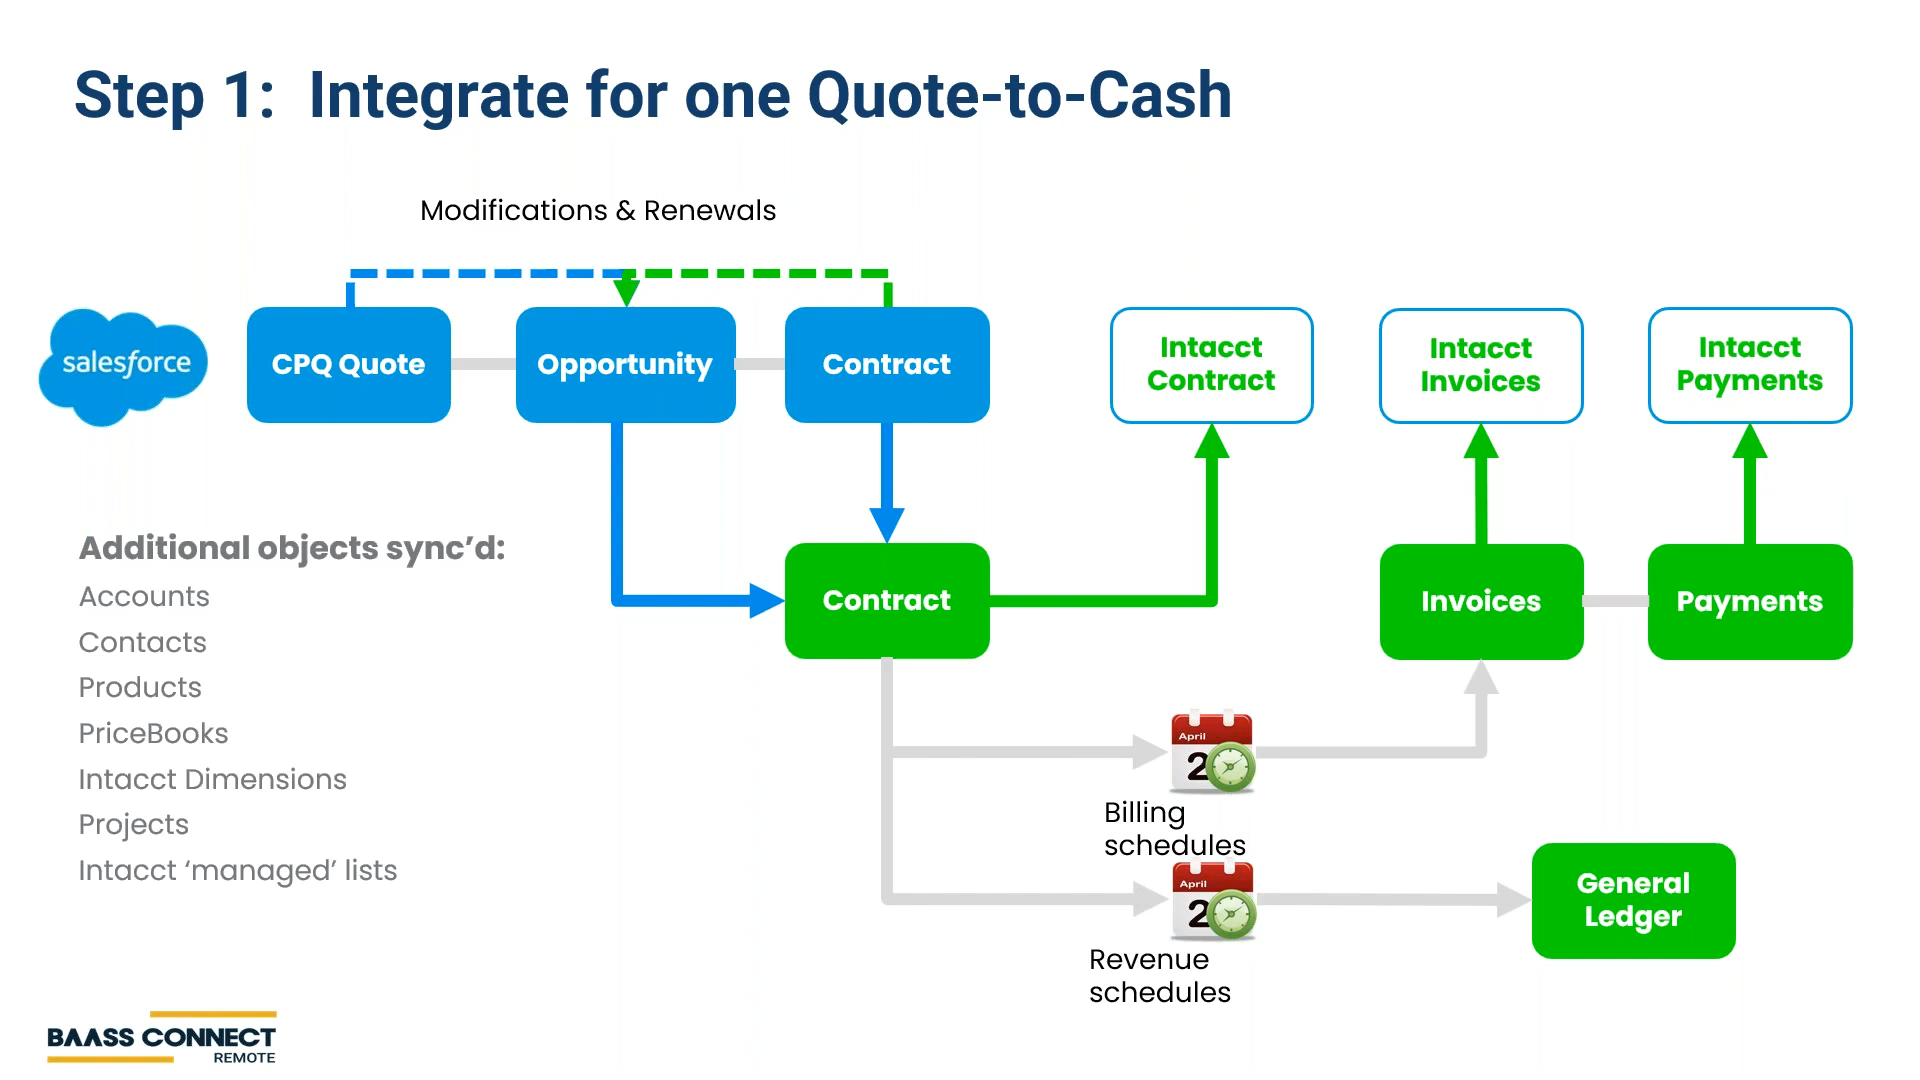 Step 1: Integrate for one Quote-to-Cash
Modifications & Renewals
salesforce
CPQ Quote
Opportunity
Contract
Intacct
Contract
Intacct
Invoices
Intacct
Payments
Additional objects sync’d:
Accounts
Contacts
Products
PriceBooks
Intacct Dimensions
Projects
Intacct ‘managed’ lists
Contract
Invoices
Payments
April
2
Billing
schedules
April
2
Revenue
schedules
General
Ledger
BAASS CONNECT
REMOTE